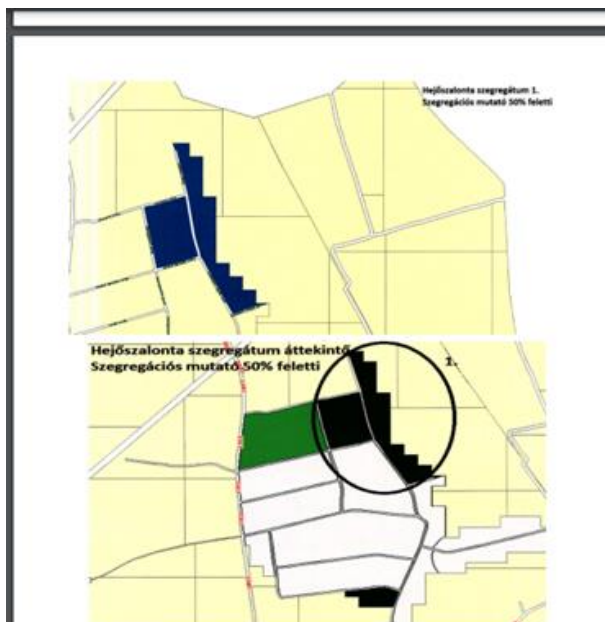 Hejőszalonta szegregátum 1.
Szegregációs mutató 50% feletti
Hejőszalonta szegregátum áttekintő
Szegregációs mutató 50% feletti
1.